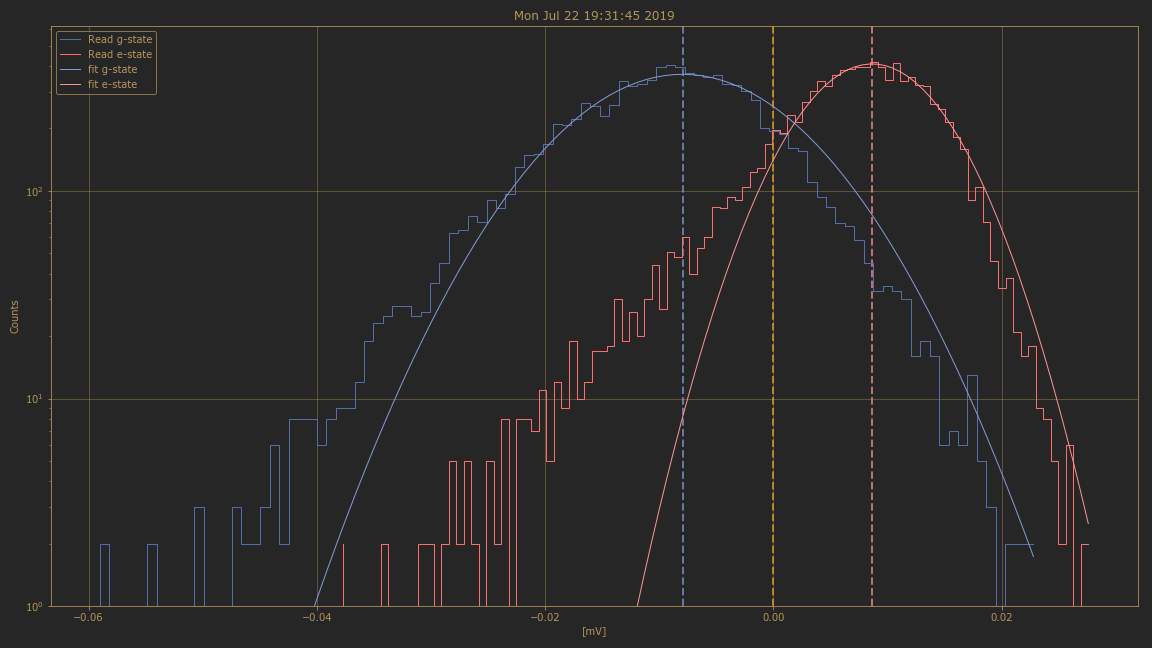 Mon Jul 22 19:31:45 2019
Read g-state
Read e-state
fit g-state
fit e-state
Counts
10²
10¹
10⁰
−0.06
−0.04
−0.02
0.00
0.02
[mV]